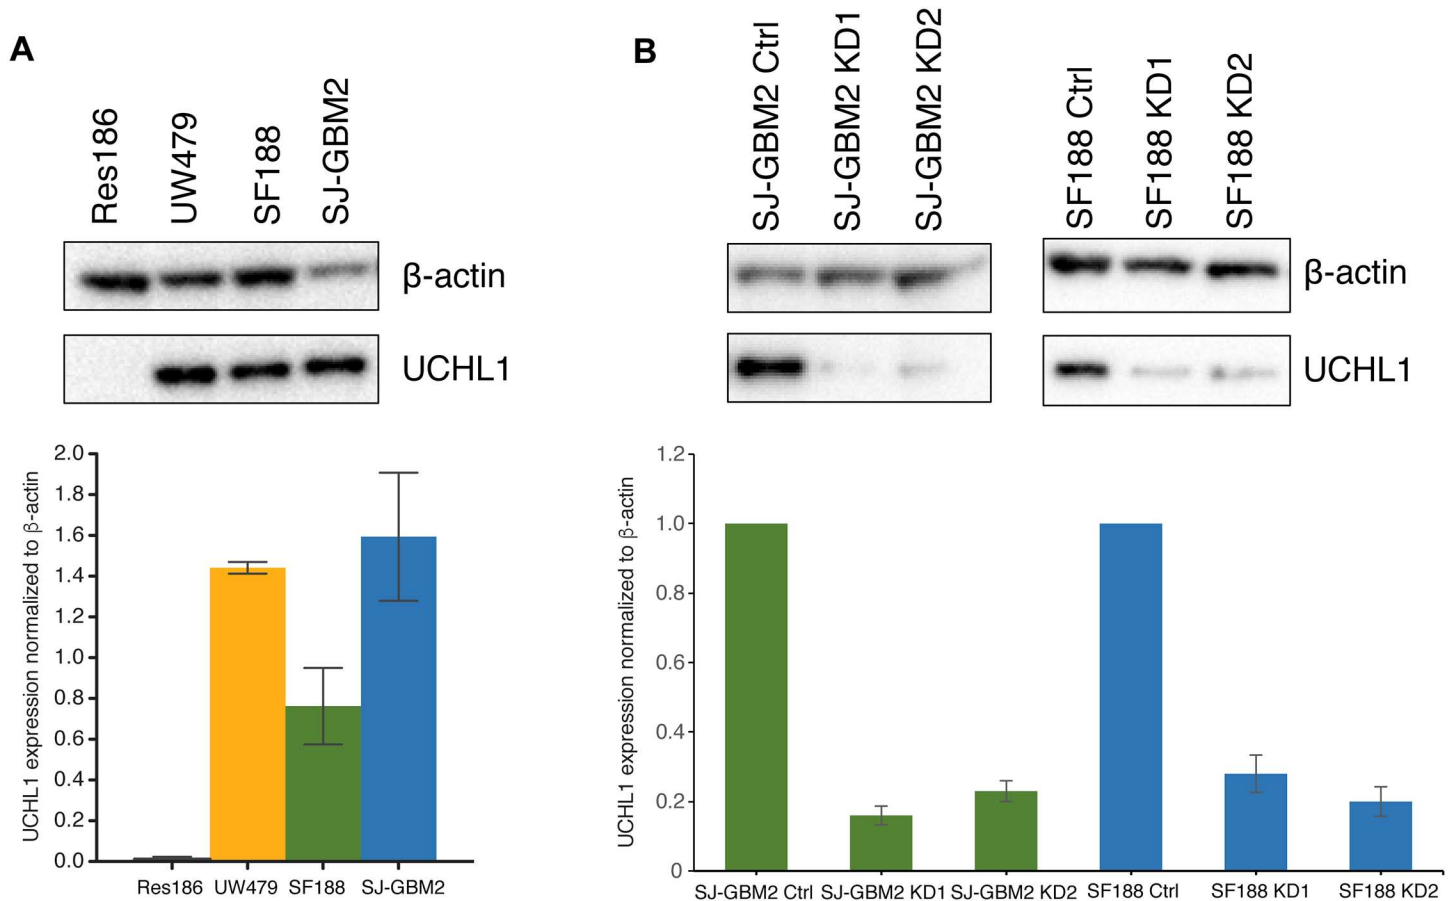 A
Res186
UW479
SF188
SJ-GBM2
β-actin
UCHL1
UCHL1 expression normalized to β-actin
2.0
1.8
1.6
1.4
1.2
1.0
0.8
0.6
0.4
0.2
0.0
Res186 UW479 SF188 SJ-GBM2
B
SJ-GBM2 Ctrl
SJ-GBM2 KD1
SJ-GBM2 KD2
SF188 Ctrl
SF188 KD1
SF188 KD2
β-actin
UCHL1
UCHL1 expression normalized to β-actin
1.2
1.0
0.8
0.6
0.4
0.2
0
SJ-GBM2 Ctrl SJ-GBM2 KD1 SJ-GBM2 KD2 SF188 Ctrl SF188 KD1 SF188 KD2